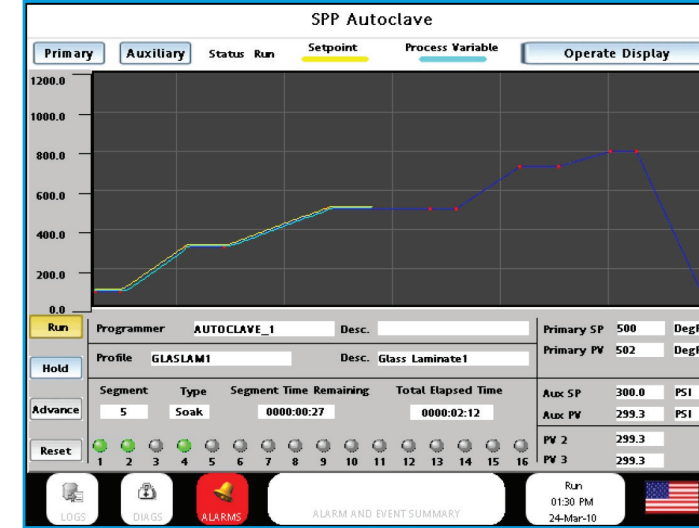 SPP Autoclave
Primary Auxiliary Status Run Setpoint Process Variable Operate Display
1200.0
1000.0
800.0
600.0
400.0
200.0
0.0
Run Programmer AUTOCLAVE_1 Desc. Primary SP 500 DegF
Profile GLASLAM1 Desc. Glass Laminate1 Primary PV 502 DegF
Hold
Segment Type Segment Time Remaining Total Elapsed Time Aux SP 300.0 PSI
Advance 5 Soak 0000:00:27 0000:02:12 Aux PV 299.3 PSI
Reset PV 2 299.3
1 2 3 4 5 6 7 8 9 10 11 12 13 14 15 16 PV 3 299.3
LOGS DIAGS ALARMS ALARM AND EVENT SUMMARY Run
01:30 PM
24-Mar-10